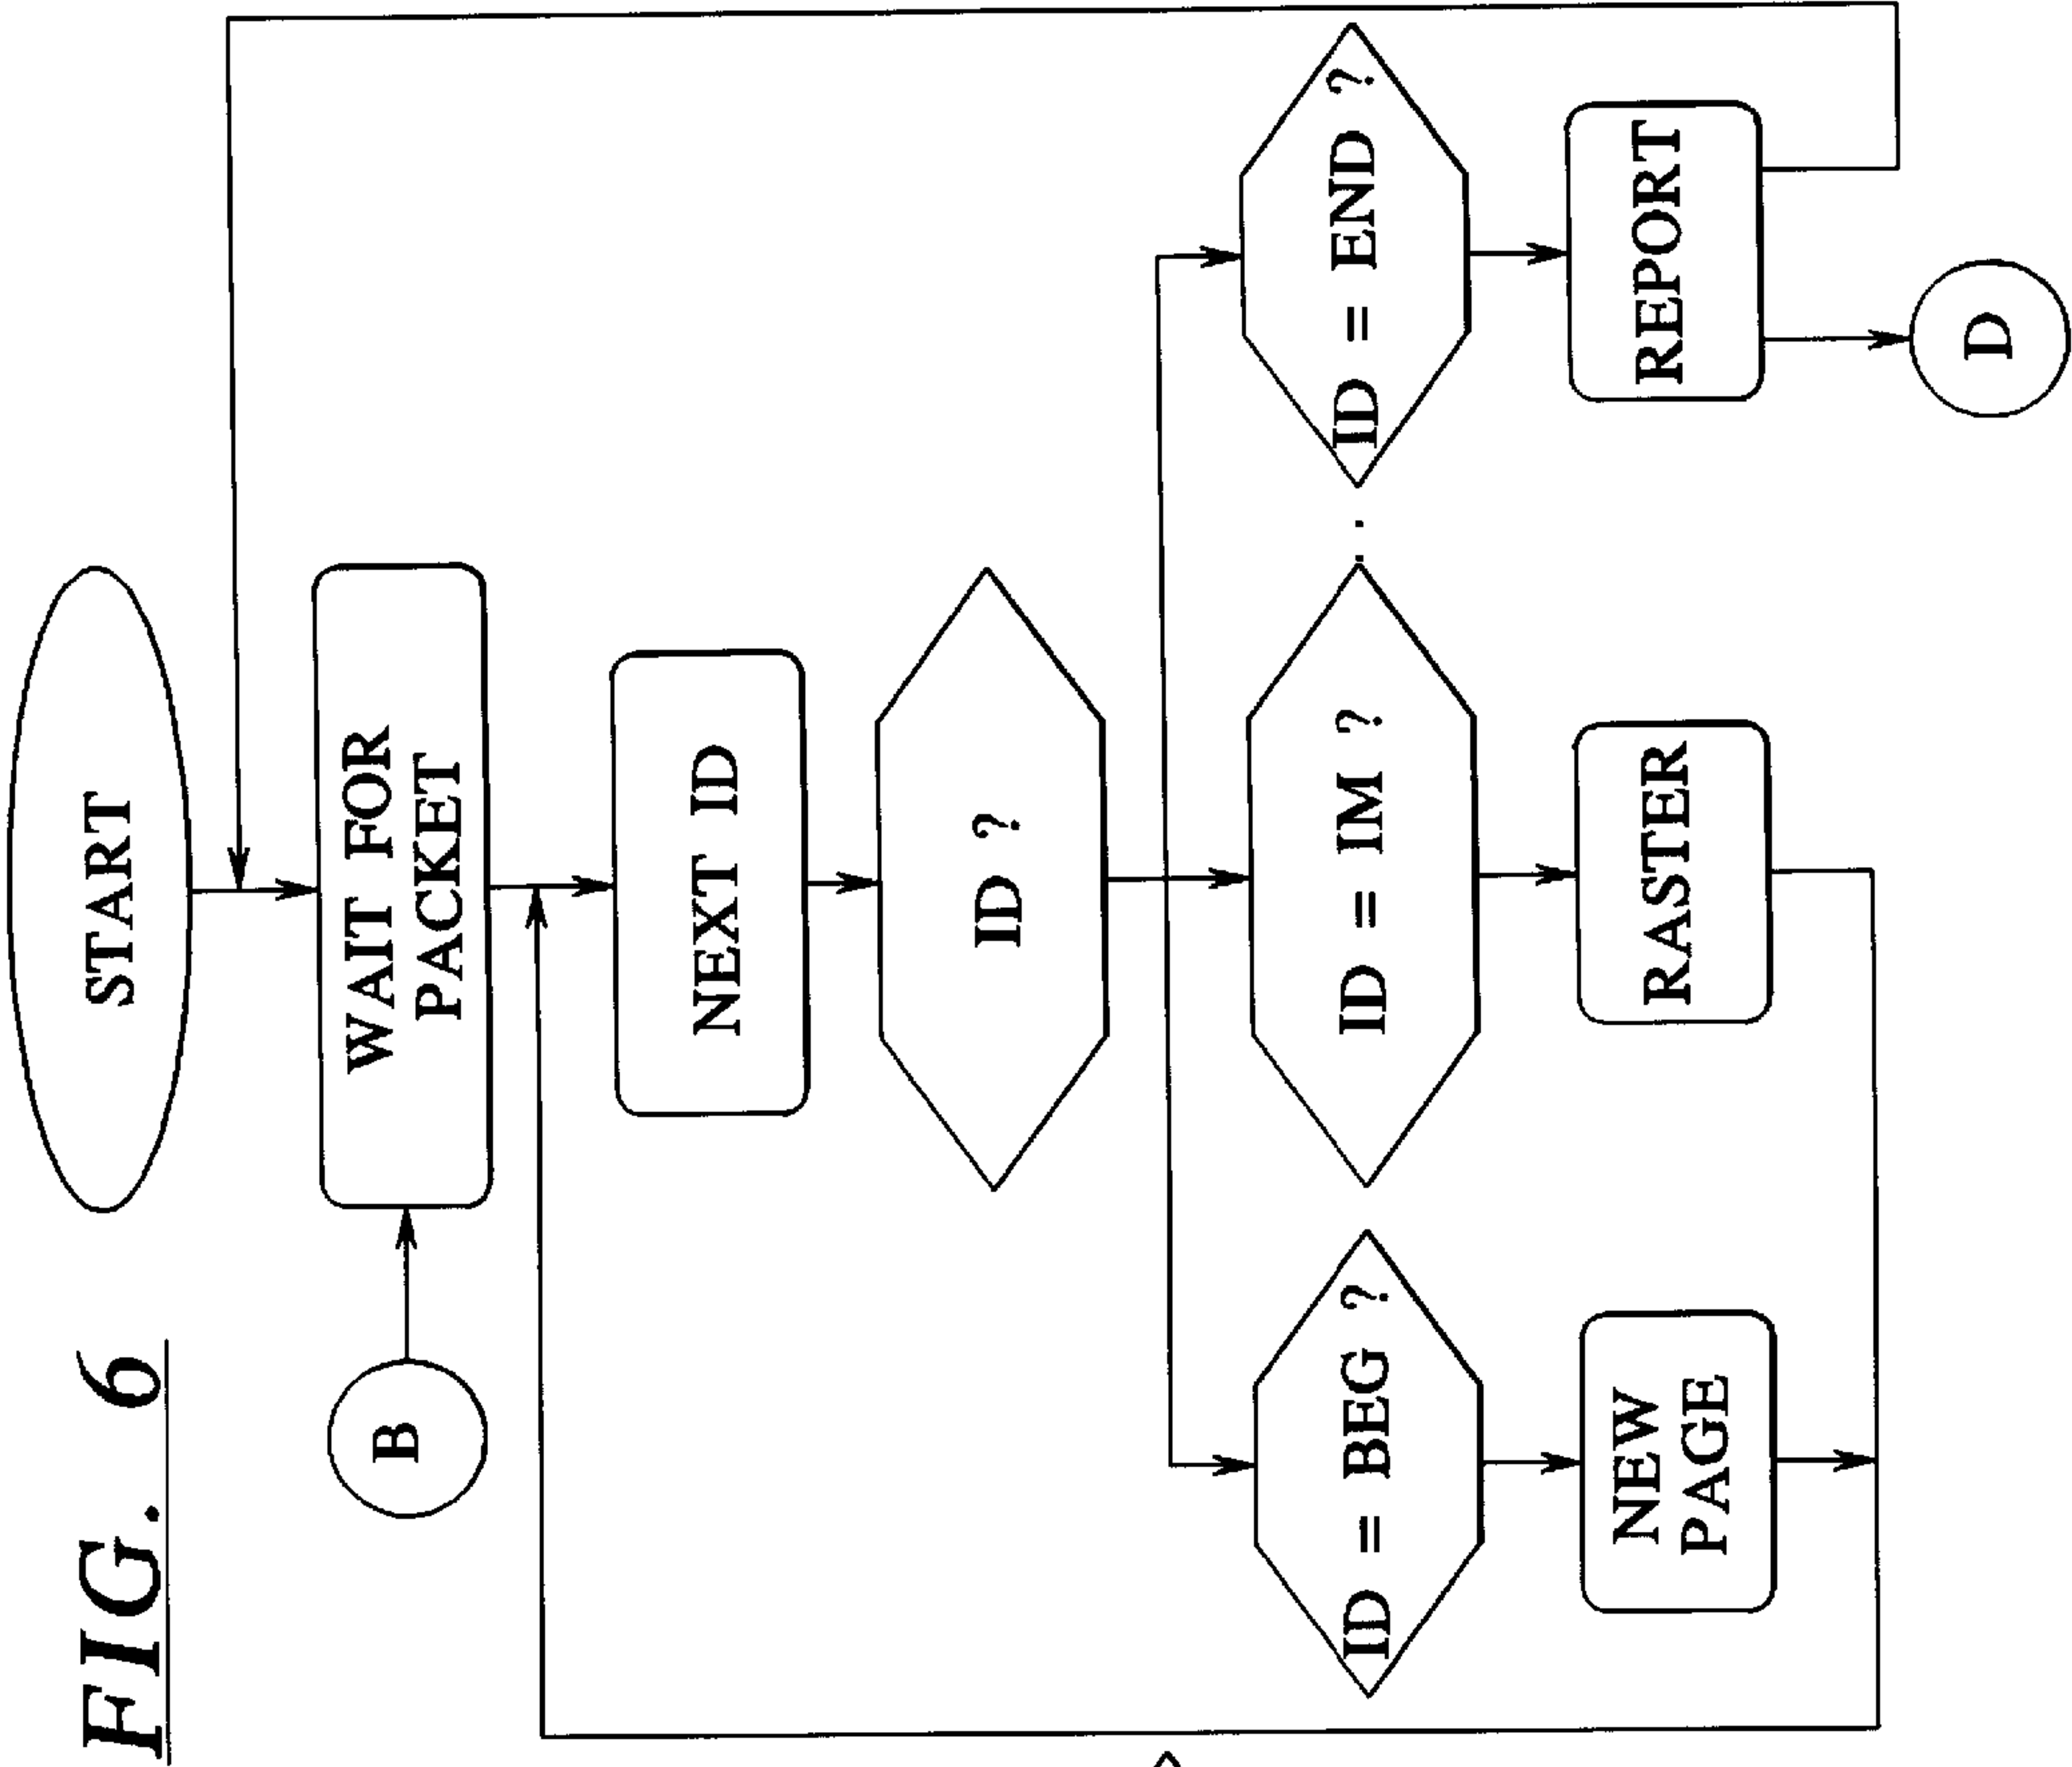 FIG. 6
START
B
WAIT FOR
PACKET
NEXT ID
ID ?
ID = BEG ?
ID = IM ?
. .
ID = END ?
NEW
PAGE
RASTER
REPORT
D